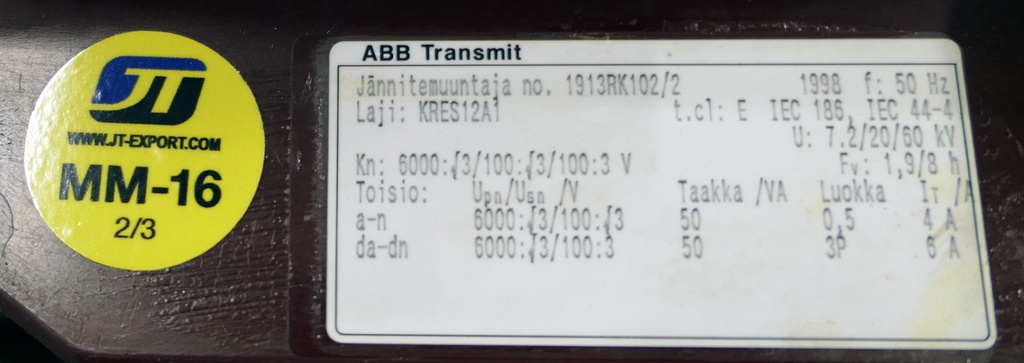 JT
WWW.JT-EXPORT.COM
MM-16
2/3
ABB Transmit
Jännitemuuntaja no. 1913RK102/2 1998 f: 50 Hz
Laji: KRES12A1 t.cl: E IEC 186, IEC 44-4
U: 7,2/20/60 kV
Kn: 6000:√3/100:√3/100:3 V Fv: 1,9/8 h
Toisio: Upn/Usn /V Taakka /VA Luokka IT /A
a-n 6000:√3/100:√3 50 0,5 4 A
da-dn 6000:√3/100:3 50 3P 6 A